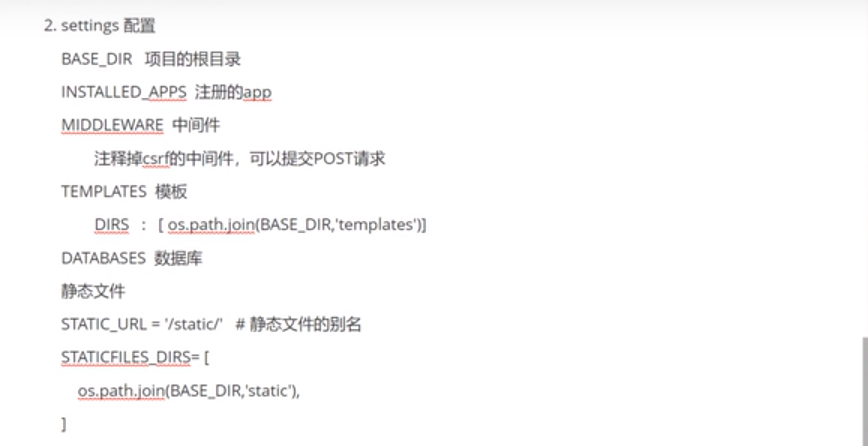 2. settings 配置
BASE_DIR 项目的根目录
INSTALLED_APPS 注册的app
MIDDLEWARE 中间件
注释掉csrf的中间件，可以提交POST请求
TEMPLATES 模板
DIRS : [ os.path.join(BASE_DIR,'templates')]
DATABASES 数据库
静态文件
STATIC_URL = '/static/' # 静态文件的别名
STATICFILES_DIRS= [
os.path.join(BASE_DIR,'static'),
]